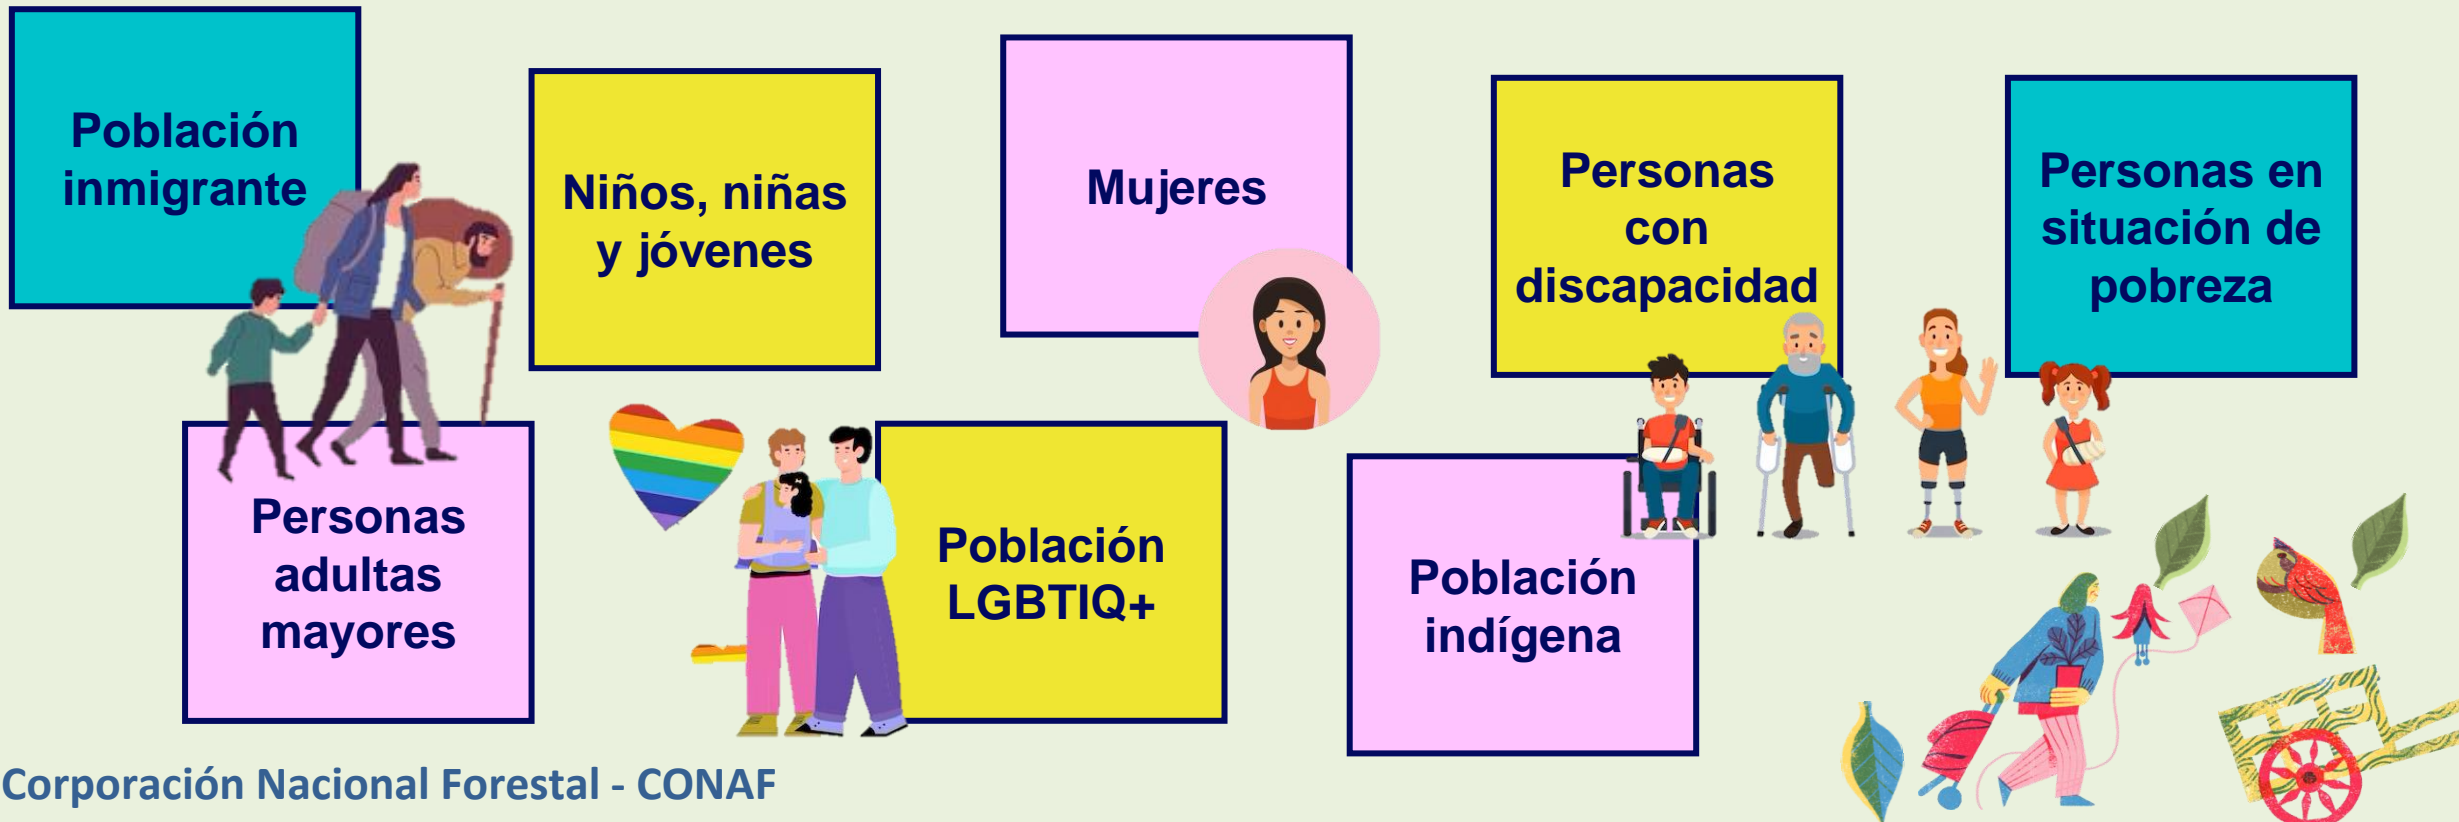 Población
inmigrante
Niños, niñas
y jóvenes
Mujeres
Personas
con
discapacidad
Personas en
situación de
pobreza
Personas
adultas
mayores
Población
LGBTIQ+
Población
indígena
Corporación Nacional Forestal - CONAF